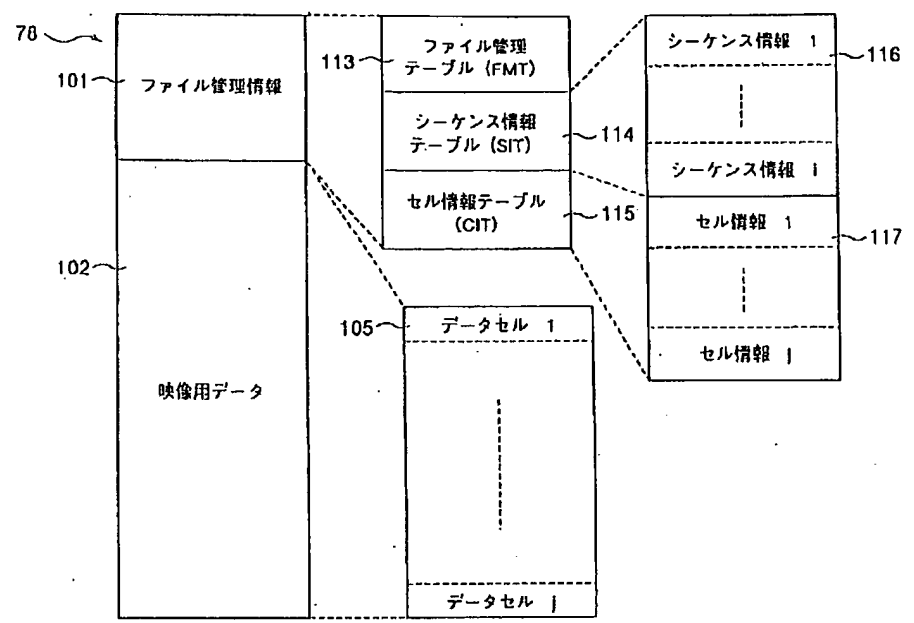 78
101
ファイル管理情報
102
映像用データ
113
ファイル管理
テーブル (FMT)
シーケンス情報
テーブル (SIT)
114
セル情報テーブル
(CIT)
115
シーケンス情報 1
116
シーケンス情報 i
セル情報 1
117
セル情報 j
105
データセル 1
データセル j